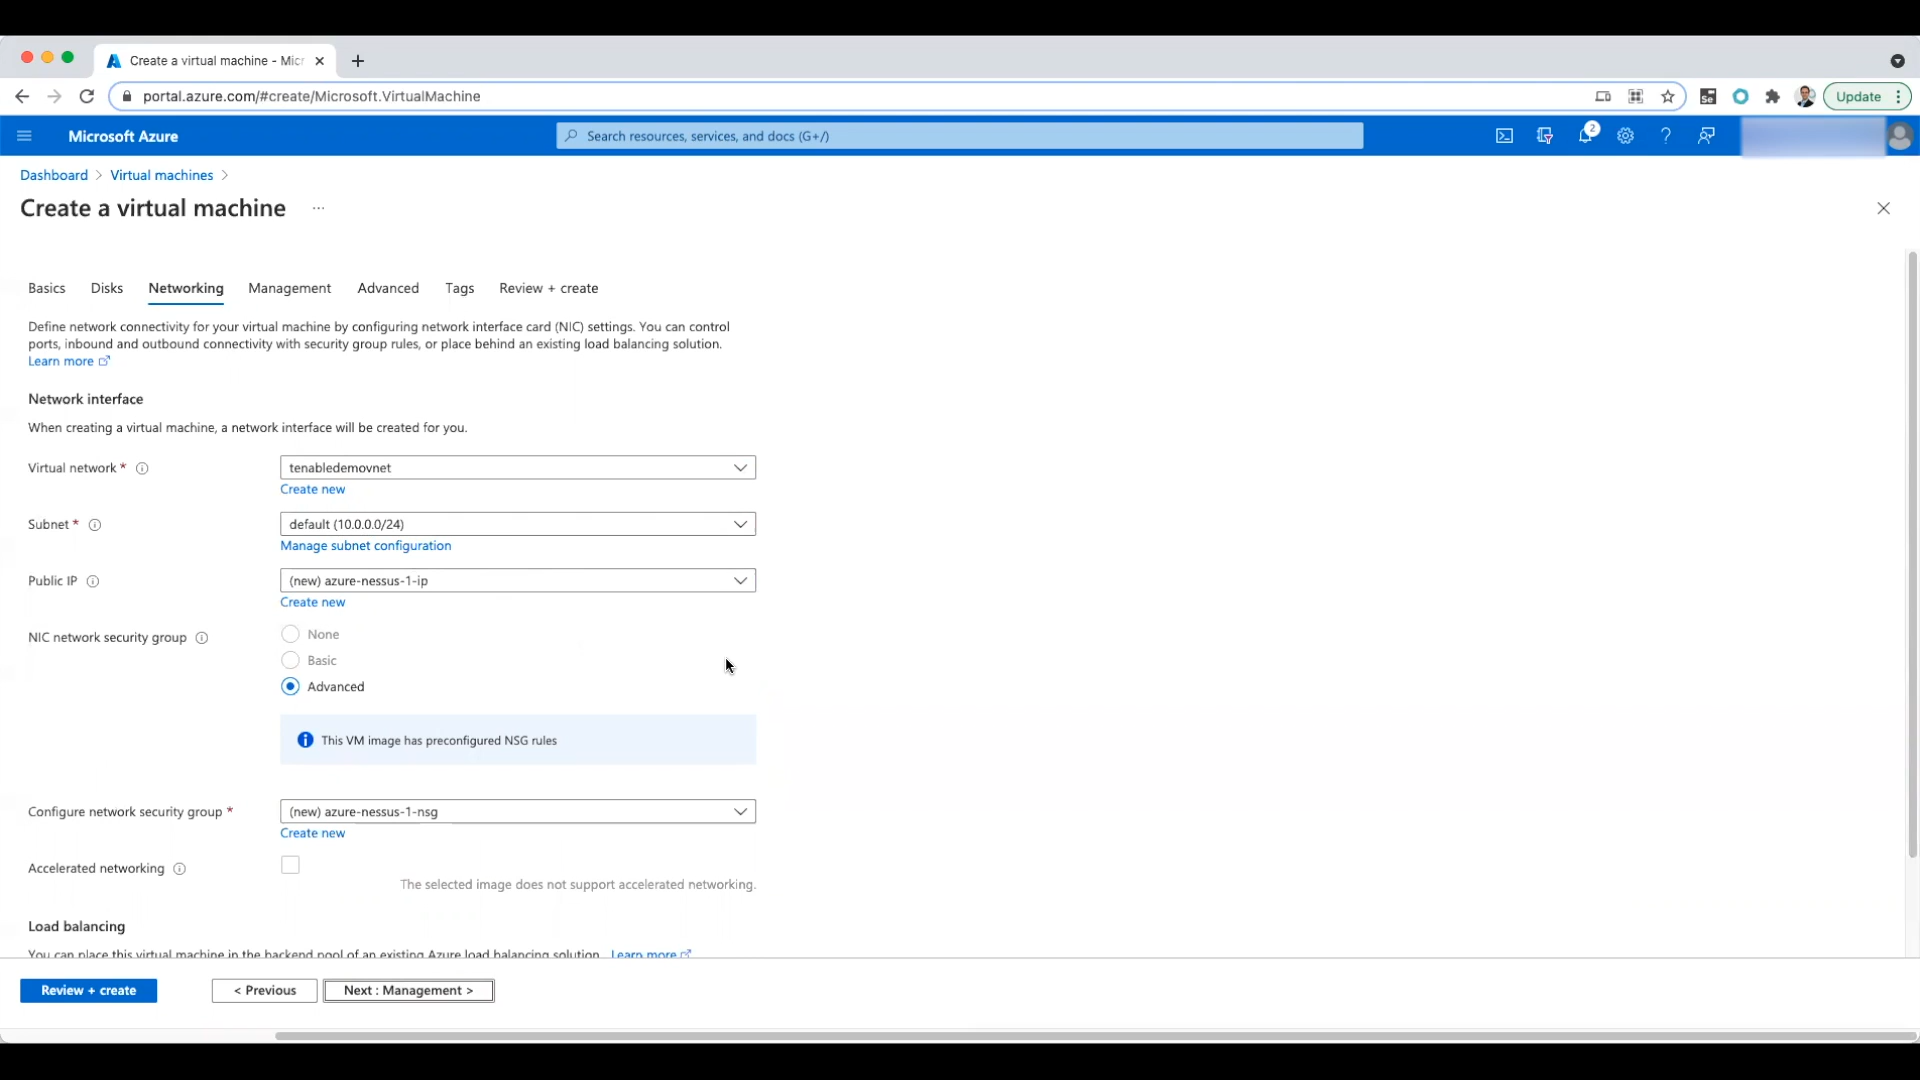 Create a virtual machine - Micr
portal.azure.com/#create/Microsoft.VirtualMachine
Se
Update
Microsoft Azure
Search resources, services, and docs (G+/)
2
Dashboard > Virtual machines >
Create a virtual machine ...
Basics Disks Networking Management Advanced Tags Review + create
Define network connectivity for your virtual machine by configuring network interface card (NIC) settings. You can control
ports, inbound and outbound connectivity with security group rules, or place behind an existing load balancing solution.
Learn more
Network interface
When creating a virtual machine, a network interface will be created for you.
Virtual network * tenabledemovnet
Create new
Subnet * default (10.0.0.0/24)
Manage subnet configuration
Public IP (new) azure-nessus-1-ip
Create new
NIC network security group None
Basic
Advanced
This VM image has preconfigured NSG rules
Configure network security group * (new) azure-nessus-1-nsg
Create new
Accelerated networking
The selected image does not support accelerated networking.
Load balancing
You can place this virtual machine in the backend pool of an existing Azure load balancing solution. Learn more
Review + create < Previous Next : Management >